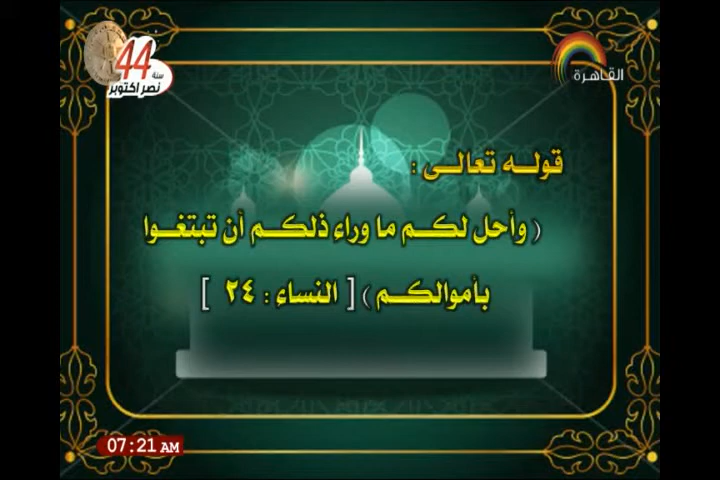 44
سنة
نصر اكتوبر
القاهرة
قوله تعالى :
( وأحل لكم ما وراء ذلكم أن تبتغوا
بأموالكم ) [ النساء : ٢٤ ]
07:21 AM